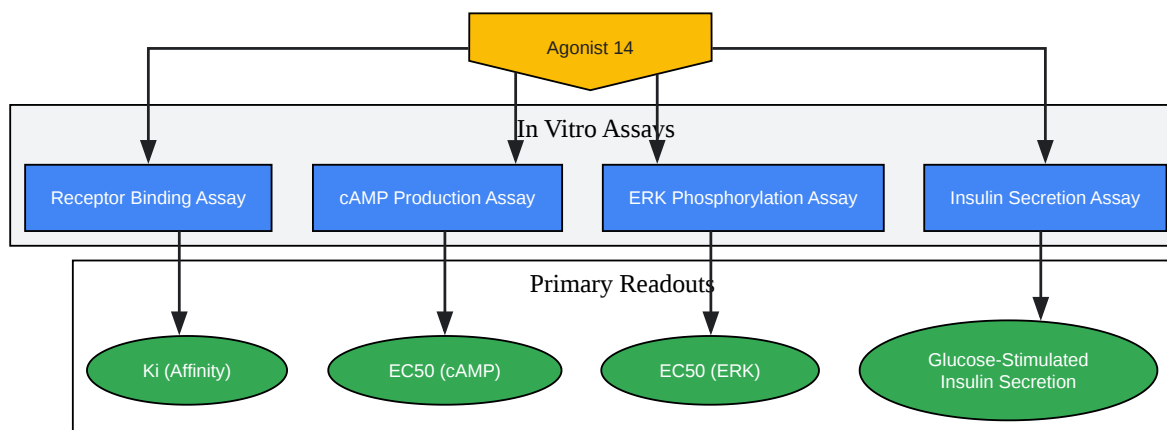 Agonist 14
In Vitro Assays
Receptor Binding Assay
cAMP Production Assay
ERK Phosphorylation Assay
Insulin Secretion Assay
Primary Readouts
Ki (Affinity)
EC50 (cAMP)
EC50 (ERK)
Glucose-Stimulated
Insulin Secretion